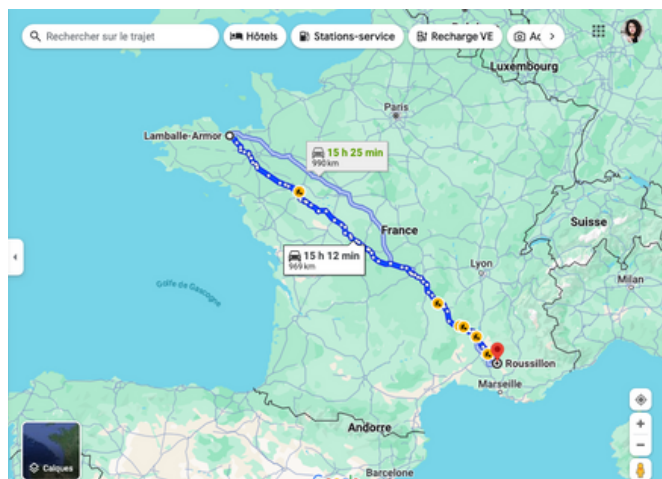 Rechercher sur le trajet
Hôtels
Stations-service
Recharge VE
Luxembourg
Paris
Lamballe-Armor
15 h 25 min
990 km
France
Suisse
15 h 12 min
969 km
Lyon
Milan
Golfe de Gascogne
Roussillon
Marseille
Andorre
Calques
Barcelone